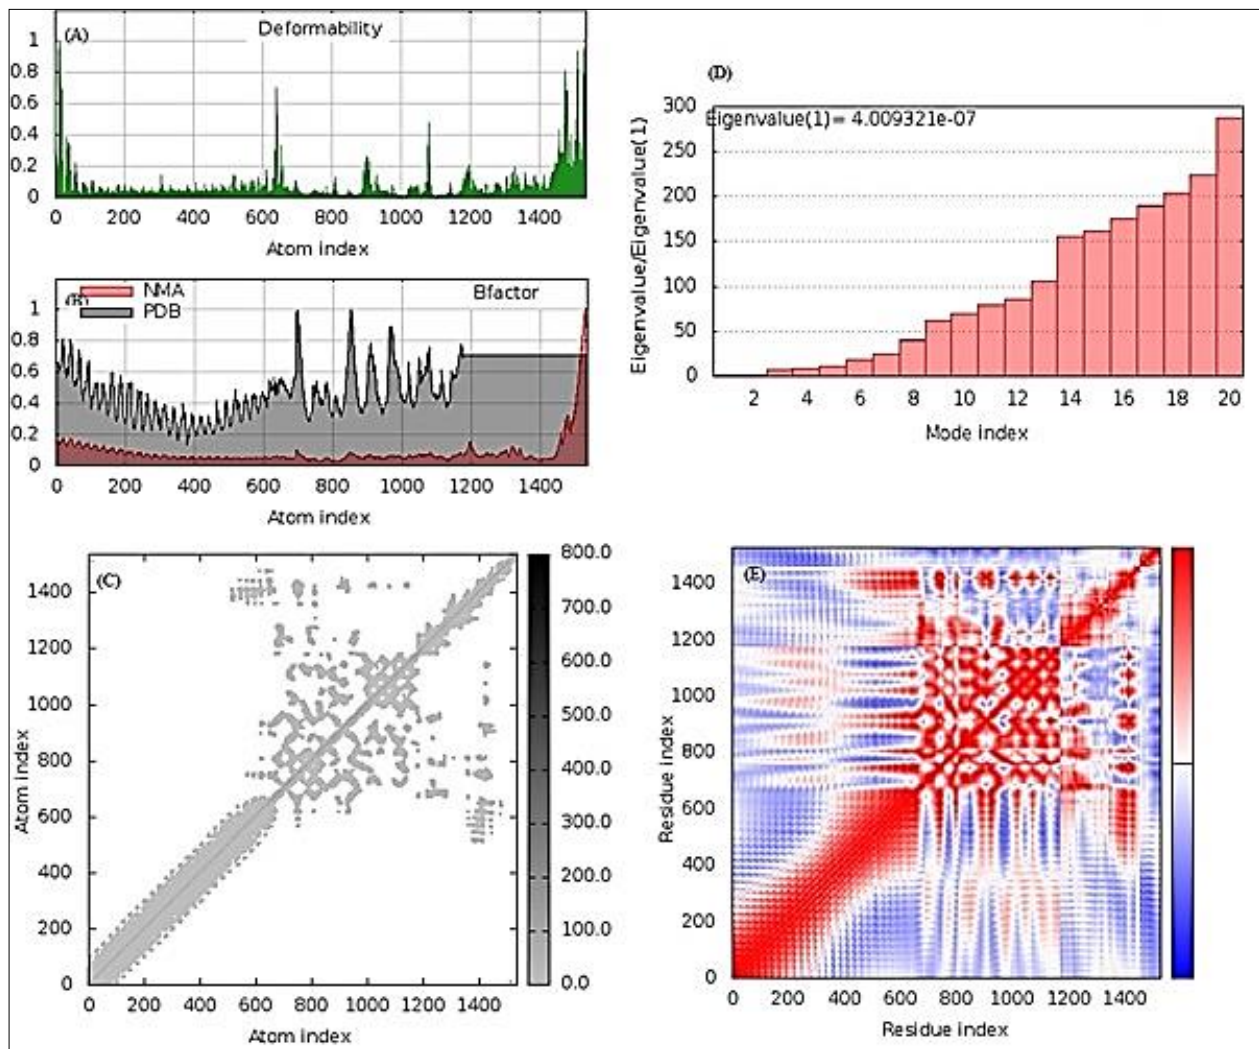 (A)
Deformability
1
0.8
0.6
0.4
0.2
0
0 200 400 600 800 1000 1200 1400
Atom index
(B)
NMA
PDB
Bfactor
1
0.8
0.6
0.4
0.2
0
0 200 400 600 800 1000 1200 1400
Atom index
(D)
Eigenvalue(1)= 4.009321e-07
Eigenvalue/Eigenvalue(1)
300
250
200
150
100
50
0
2 4 6 8 10 12 14 16 18 20
Mode index
(C)
Atom index
1400
1200
1000
800
600
400
200
0
0 200 400 600 800 1000 1200 1400
Atom index
800.0
700.0
600.0
500.0
400.0
300.0
200.0
100.0
0.0
(E)
Residue index
1400
1200
1000
800
600
400
200
0
0 200 400 600 800 1000 1200 1400
Residue index